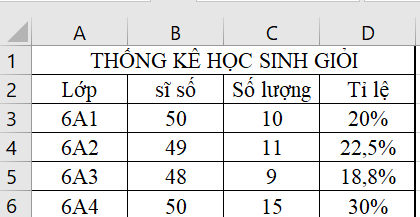 A B C D
1 THỐNG KÊ HỌC SINH GIỎI
2 Lớp sĩ số Số lượng Tỉ lệ
3 6A1 50 10 20%
4 6A2 49 11 22,5%
5 6A3 48 9 18,8%
6 6A4 50 15 30%